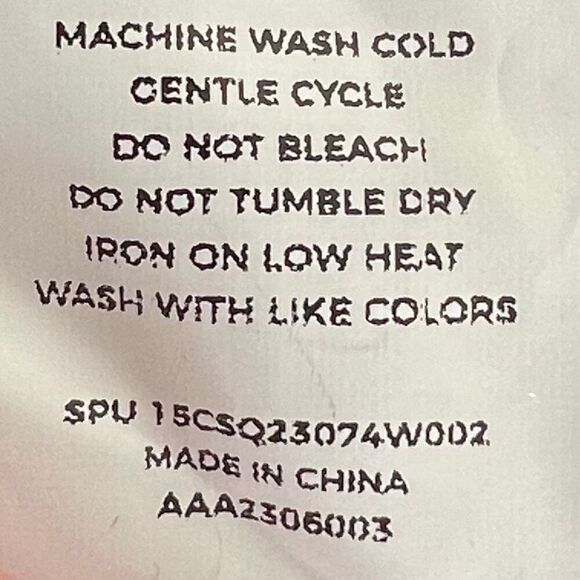 MACHINE WASH COLD
GENTLE CYCLE
DO NOT BLEACH
DO NOT TUMBLE DRY
IRON ON LOW HEAT
WASH WITH LIKE COLORS
SPU 15CSQ23074W002
MADE IN CHINA
AAA2306003